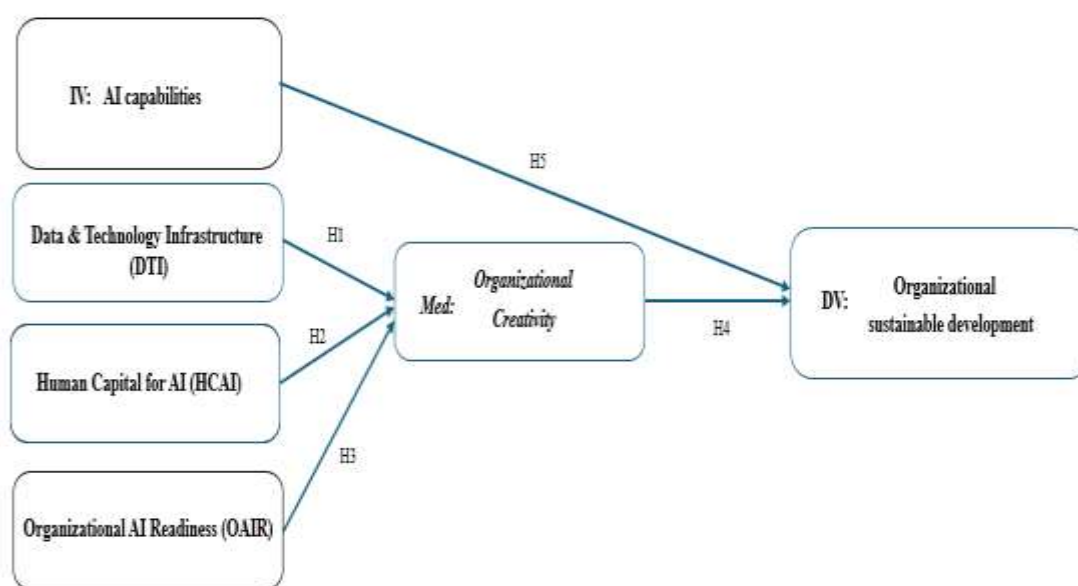 IV: AI capabilities
H5
Data & Technology Infrastructure
(DTI)
H1
Med:
Organizational
Creativity
DV:
Organizational
sustainable development
H4
H2
Human Capital for AI (HCAI)
H3
Organizational AI Readiness (OAIR)